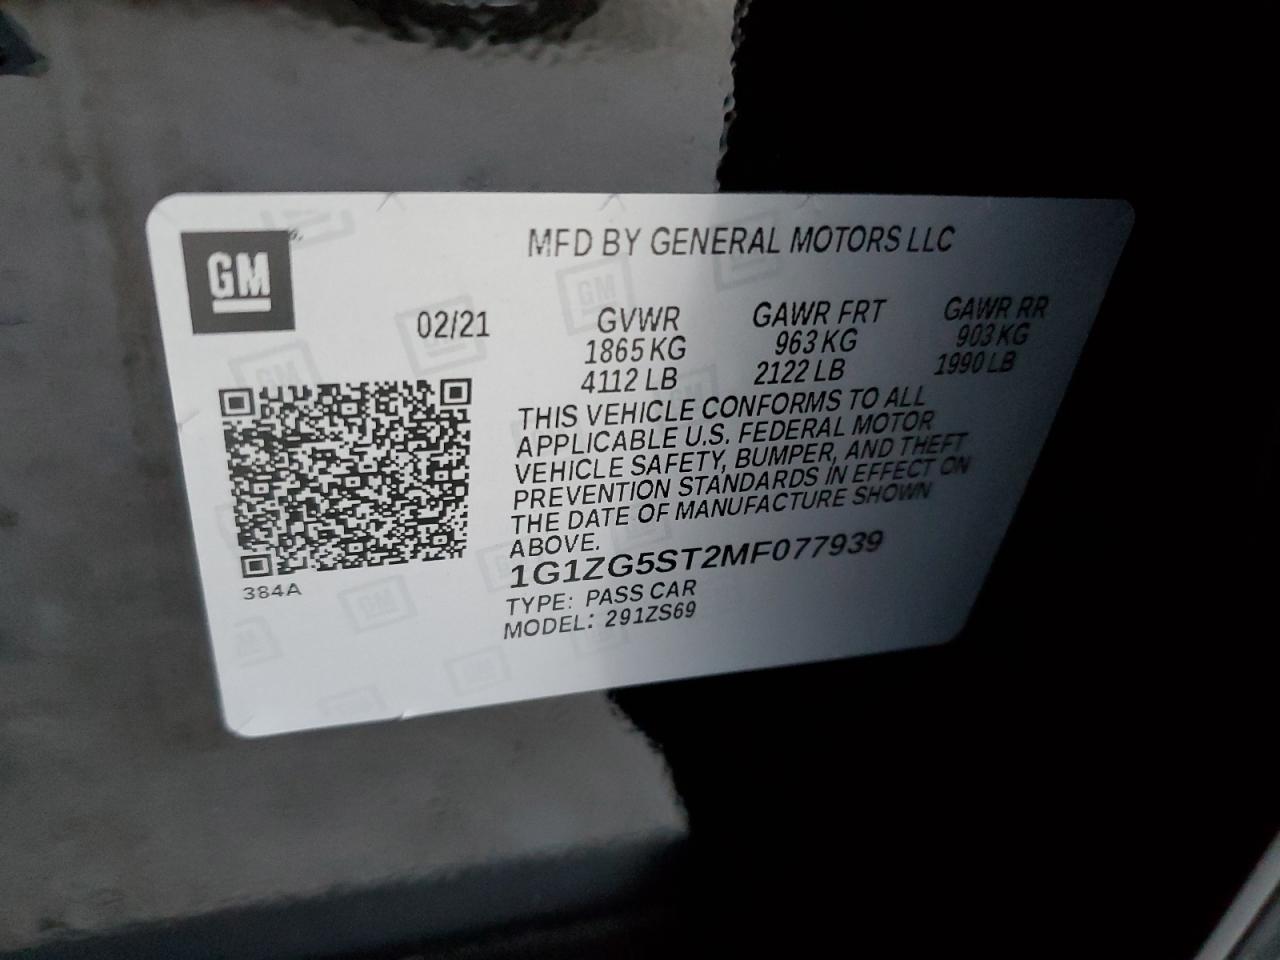 GM
MFD BY GENERAL MOTORS LLC
02/21
GVWR GAWR FRT GAWR RR
1865 KG 963 KG 903 KG
4112 LB 2122 LB 1990 LB
THIS VEHICLE CONFORMS TO ALL
APPLICABLE U.S. FEDERAL MOTOR
VEHICLE SAFETY, BUMPER, AND THEFT
PREVENTION STANDARDS IN EFFECT ON
THE DATE OF MANUFACTURE SHOWN
ABOVE.
1G1ZG5ST2MF077939
TYPE: PASS CAR
MODEL: 291ZS69
384A